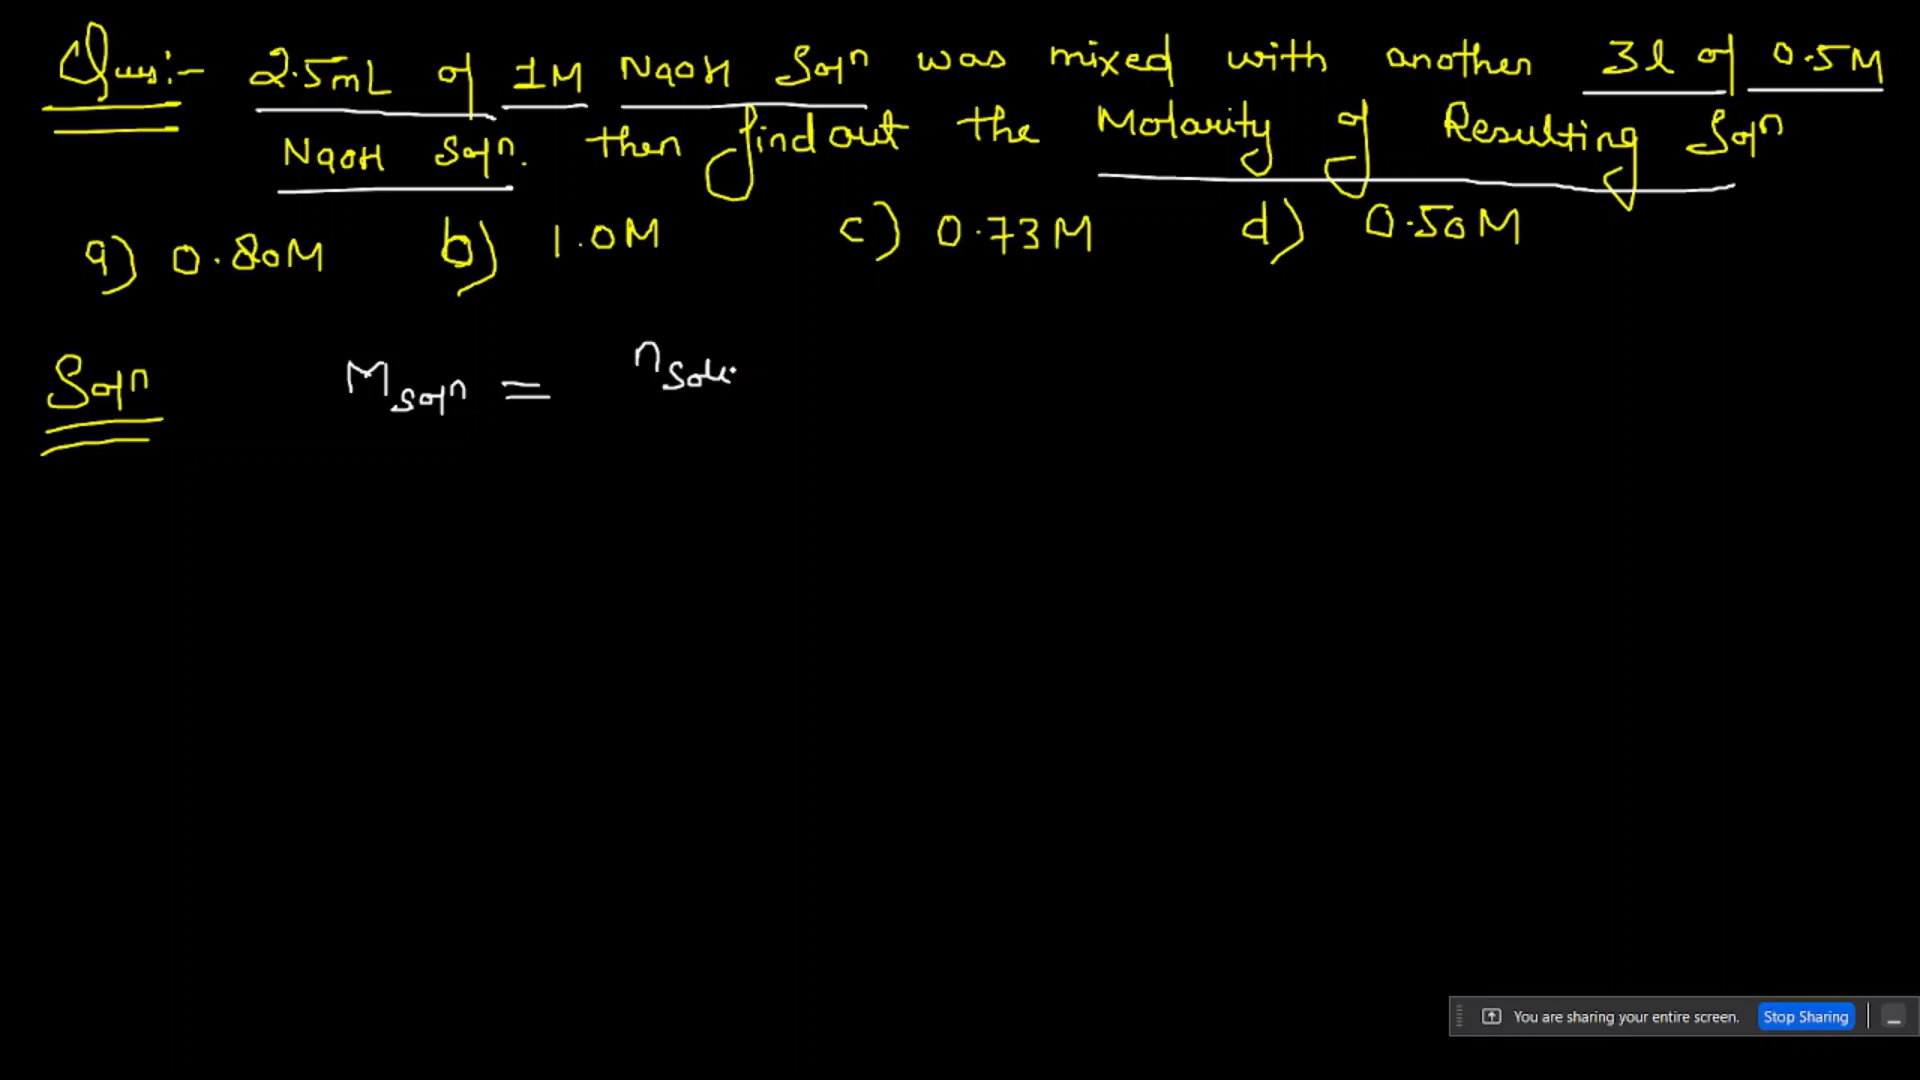 Ques:- 2.5mL of 1M NaOH Solⁿ was mixed with another 3l of 0.5M
NaOH Solⁿ. then find out the Molarity of Resulting Solⁿ
a) 0.80M b) 1.0M c) 0.73M d) 0.50M
Solⁿ M solⁿ = n solu
You are sharing your entire screen. Stop Sharing